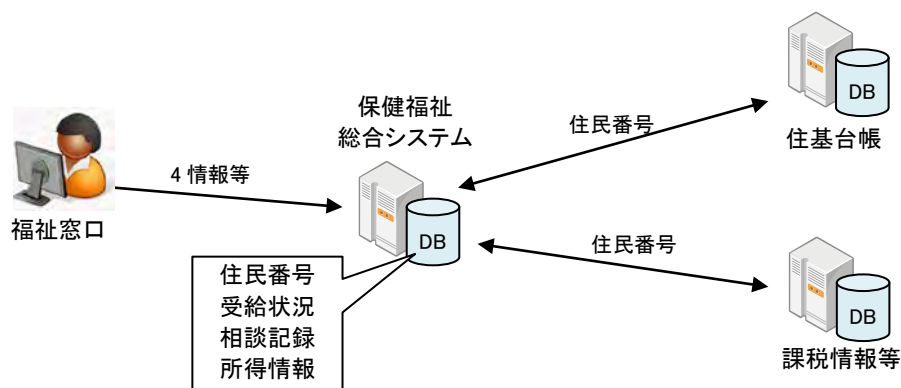 保健福祉
総合システム
DB
住基台帳
住民番号
4 情報等
福祉窓口
DB
住民番号
DB
課税情報等
住民番号
受給状況
相談記録
所得情報